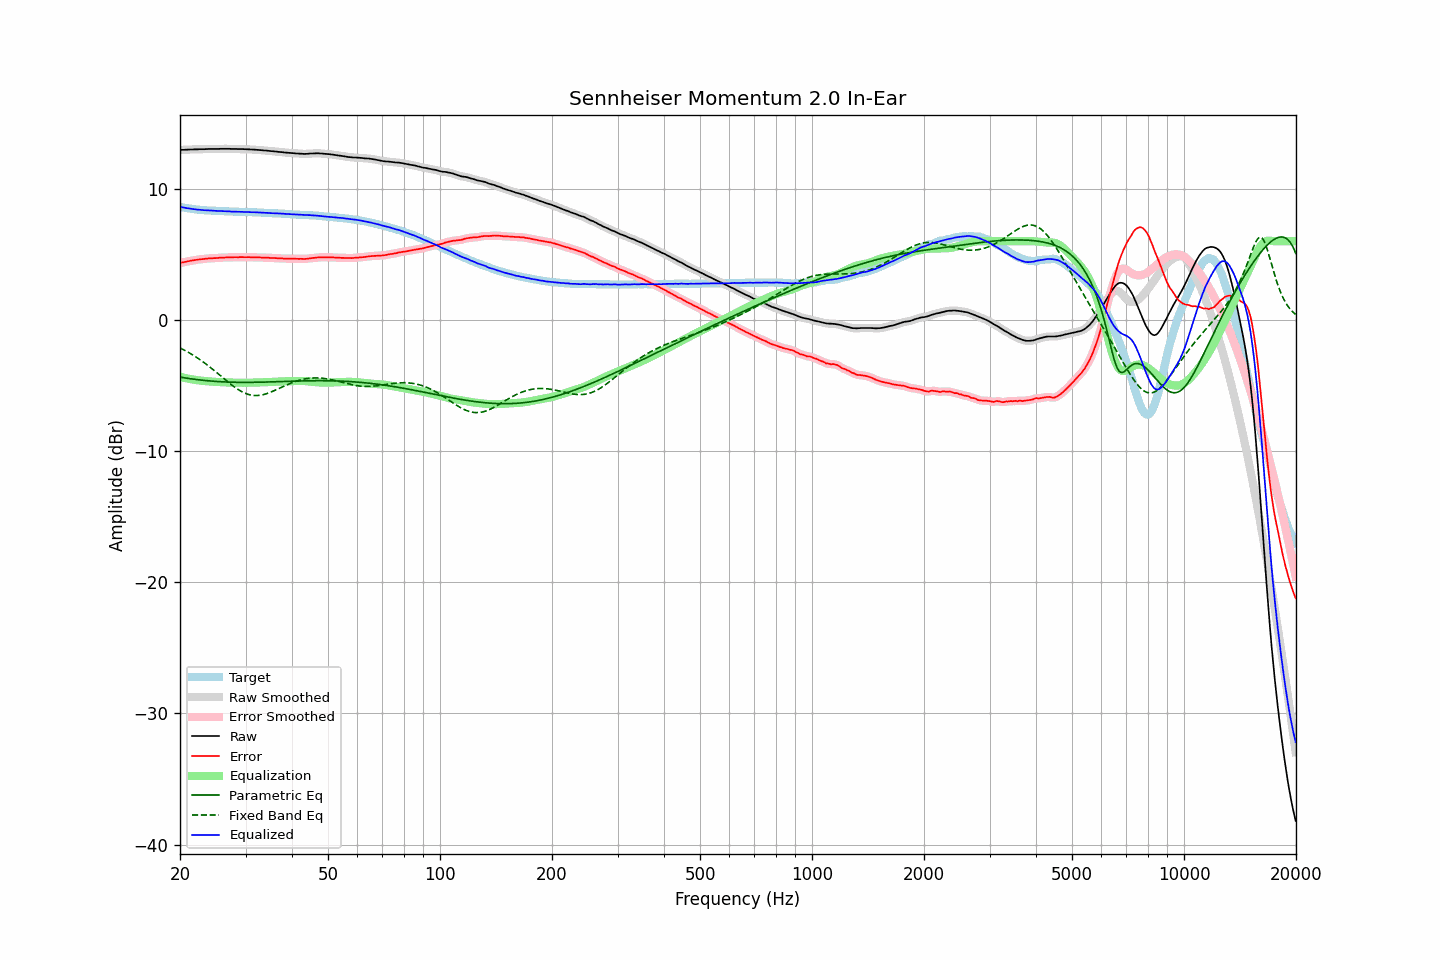 Sennheiser Momentum 2.0 In-Ear
Amplitude (dBr)
10
0
−10
−20
−30
−40
Target
Raw Smoothed
Error Smoothed
Raw
Error
Equalization
Parametric Eq
Fixed Band Eq
Equalized
20
50
100
200
500
1000
2000
5000
10000
20000
Frequency (Hz)